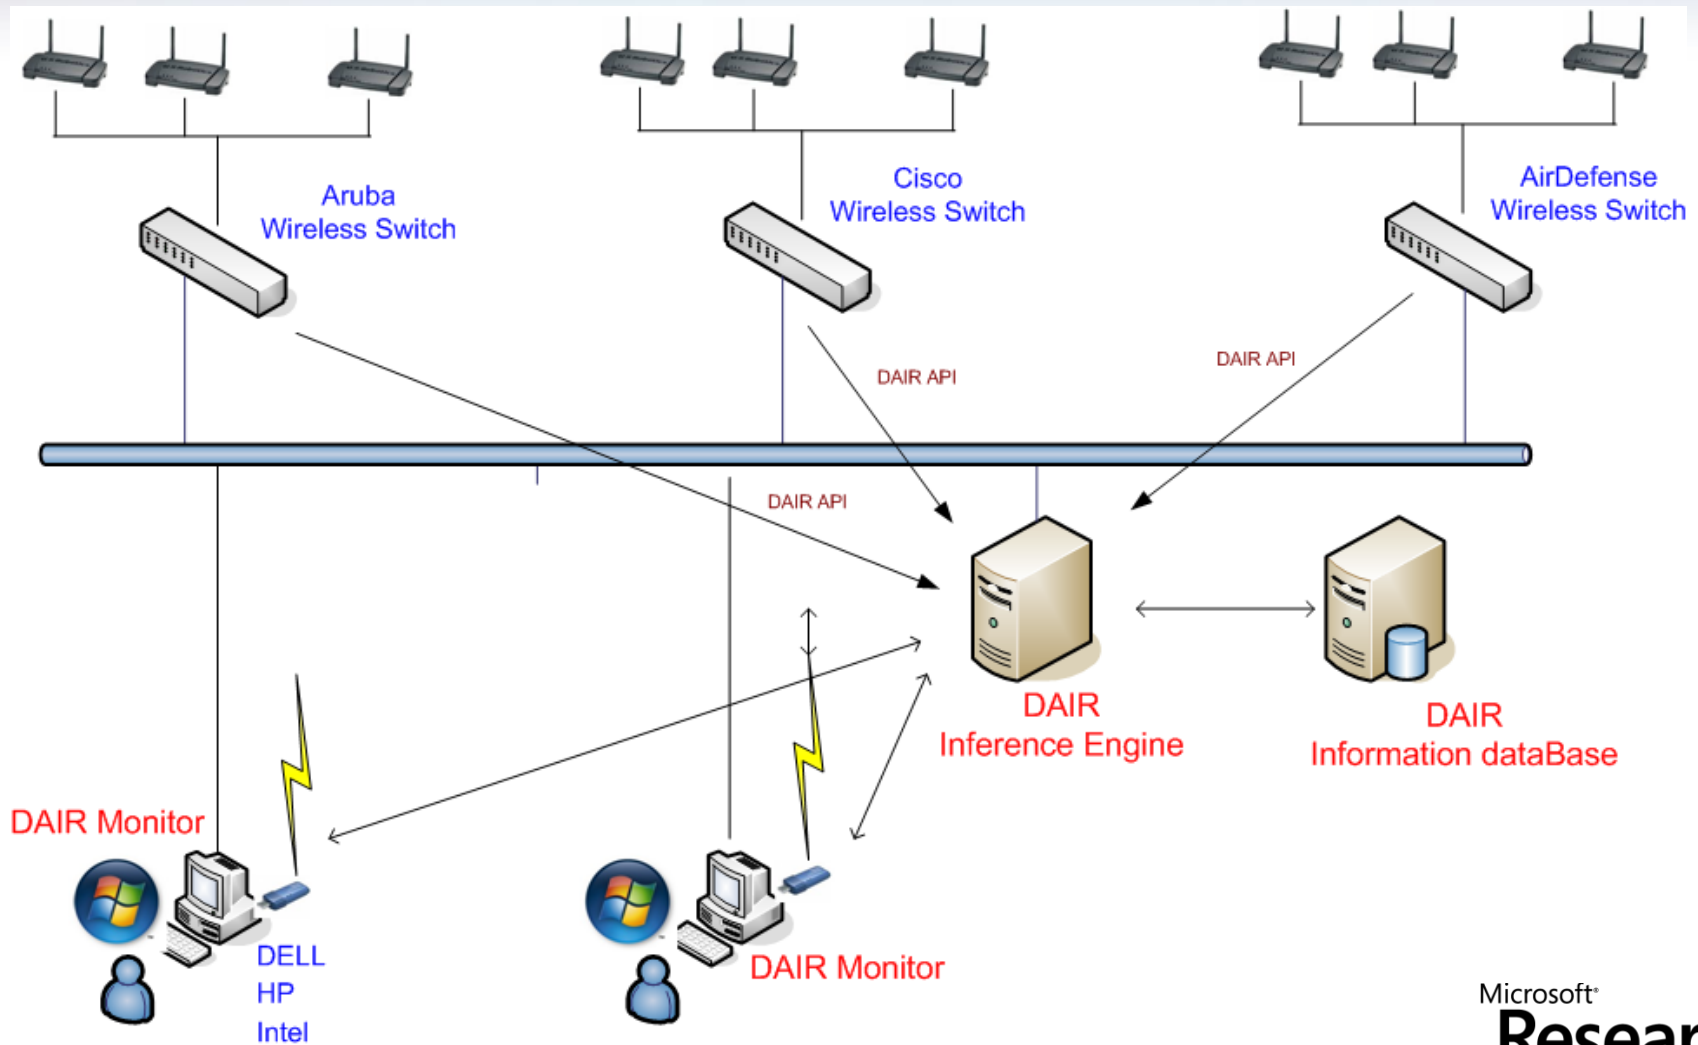 Aruba
Wireless Switch
Cisco
Wireless Switch
AirDefense
Wireless Switch
DAIR API
DAIR API
DAIR API
DAIR
Inference Engine
DAIR
Information dataBase
DAIR Monitor
DELL
HP
Intel
DAIR Monitor
Microsoft®